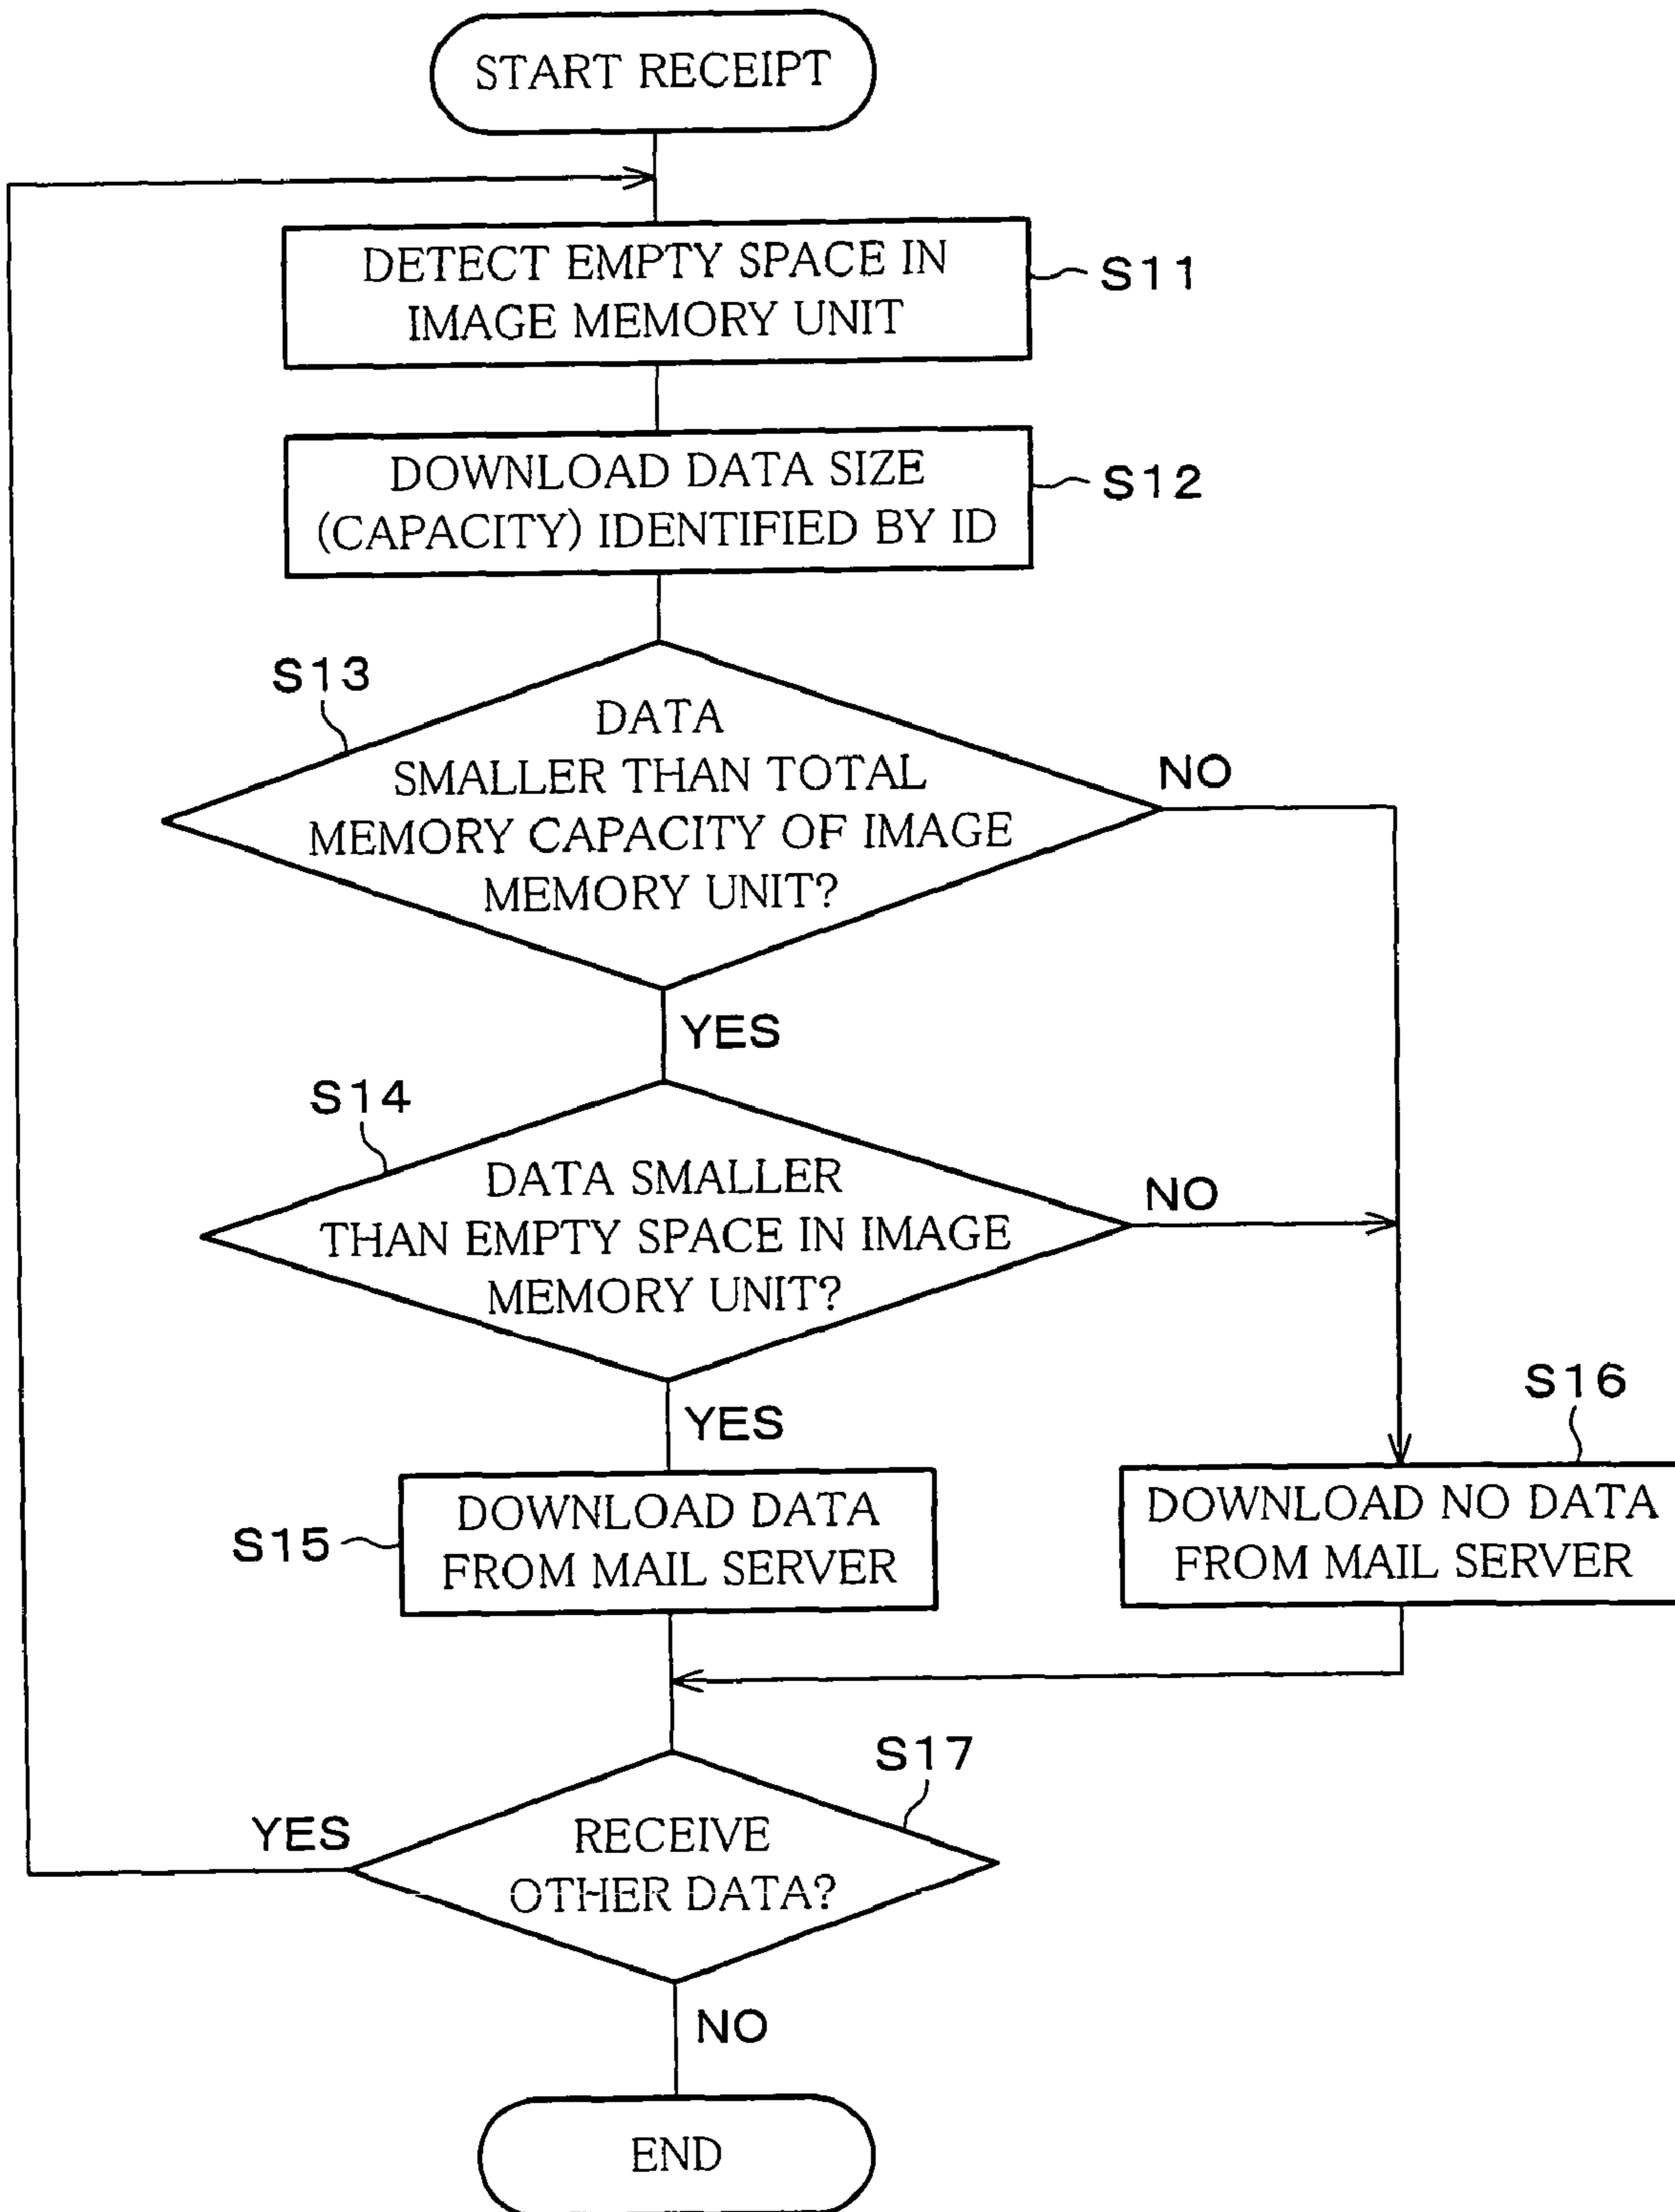 START RECEIPT
DETECT EMPTY SPACE IN
IMAGE MEMORY UNIT
S11
DOWNLOAD DATA SIZE
(CAPACITY) IDENTIFIED BY ID
S12
S13
DATA
SMALLER THAN TOTAL
MEMORY CAPACITY OF IMAGE
MEMORY UNIT?
NO
YES
S14
DATA SMALLER
THAN EMPTY SPACE IN IMAGE
MEMORY UNIT?
NO
YES
S15
DOWNLOAD DATA
FROM MAIL SERVER
S16
DOWNLOAD NO DATA
FROM MAIL SERVER
S17
RECEIVE
OTHER DATA?
YES
NO
END